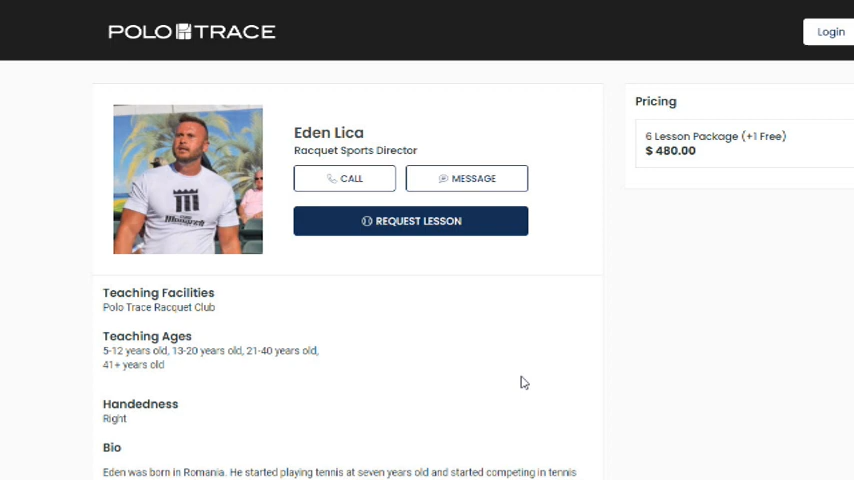 POLO TRACE
Login
Eden Lica
Racquet Sports Director
CALL
MESSAGE
REQUEST LESSON
Pricing
6 Lesson Package (+1 Free)
$ 480.00
Teaching Facilities
Polo Trace Racquet Club
Teaching Ages
5-12 years old, 13-20 years old, 21-40 years old,
41+ years old
Handedness
Right
Bio
Eden was born in Romania. He started playing tennis at seven years old and started competing in tennis